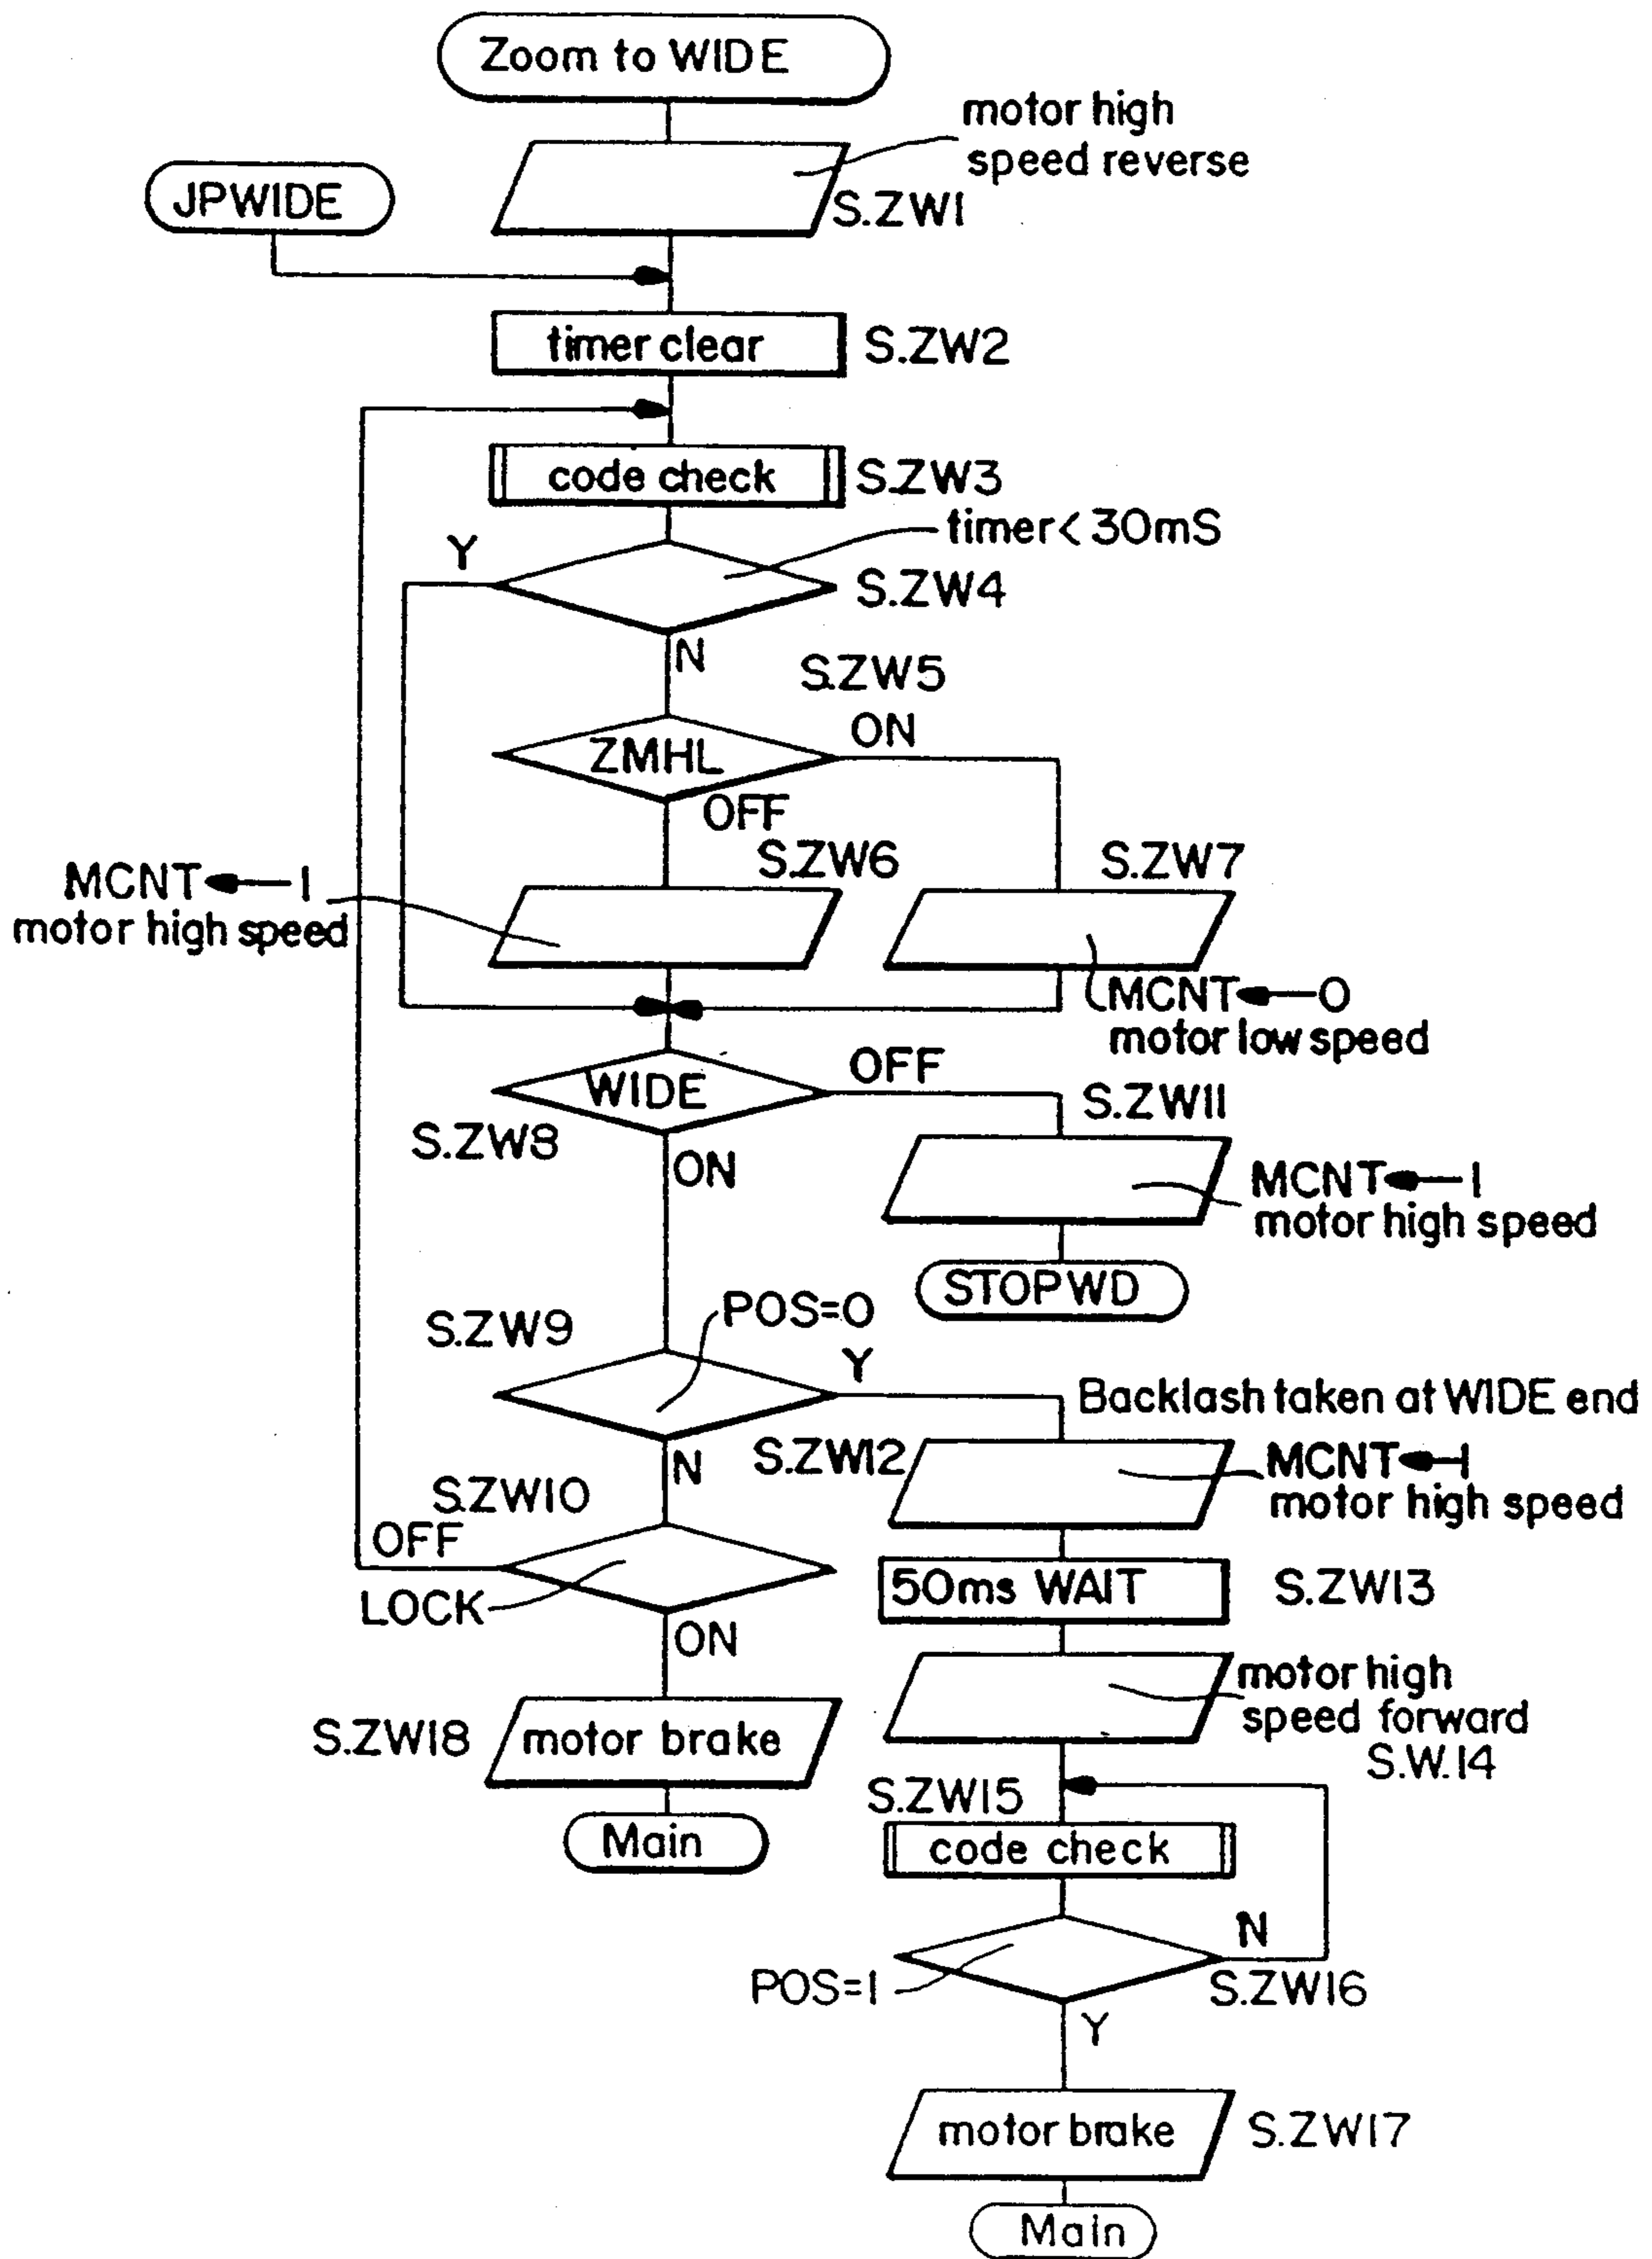 Zoom to WIDE
motor high
speed reverse
JPWIDE
S.ZW1
timer clear
S.ZW2
code check
S.ZW3
timer< 30mS
Y
S.ZW4
N
S.ZW5
ON
ZMHL
OFF
S.ZW6
S.ZW7
MCNT←1
motor high speed
MCNT←0
motor low speed
OFF
WIDE
S.ZW11
S.ZW8
ON
MCNT←1
motor high speed
STOPWD
POS=0
S.ZW9
Y
Backlash taken at WIDE end
S.ZW12
N
MCNT←1
motor high speed
S.ZW10
OFF
50ms WAIT
S.ZW13
LOCK
ON
motor high
speed forward
S.W.14
S.ZW18
motor brake
S.ZW15
Main
code check
N
POS=1
S.ZW16
Y
motor brake
S.ZW17
Main